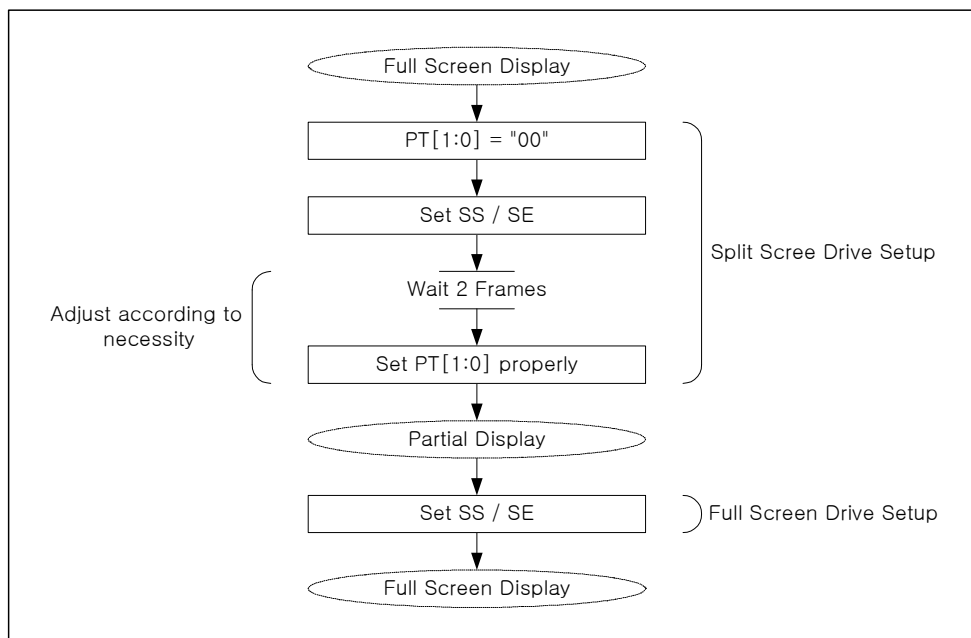 Full Screen Display
PT[1:0] = "00"
Set SS / SE
Split Scree Drive Setup
Wait 2 Frames
Adjust according to
necessity
Set PT[1:0] properly
Partial Display
Set SS / SE
Full Screen Drive Setup
Full Screen Display